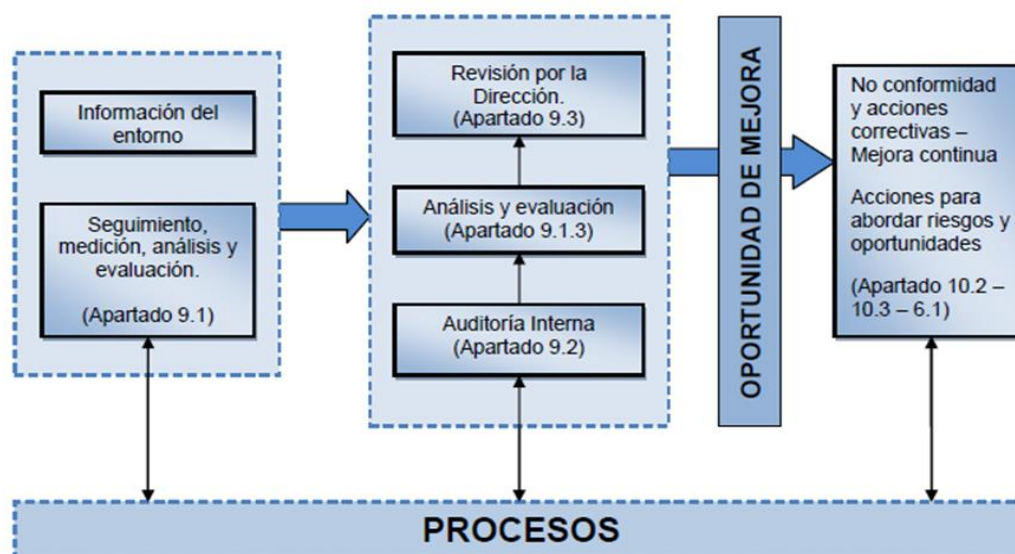 Información del
entorno
Seguimiento,
medición, análisis y
evaluación.
(Apartado 9.1)
Revisión por la
Dirección.
(Apartado 9.3)
Análisis y evaluación
(Apartado 9.1.3)
Auditoría Interna
(Apartado 9.2)
OPORTUNIDAD DE MEJORA
No conformidad
y acciones
correctivas –
Mejora continua
Acciones para
abordar riesgos y
oportunidades
(Apartado 10.2 –
10.3 – 6.1)
PROCESOS